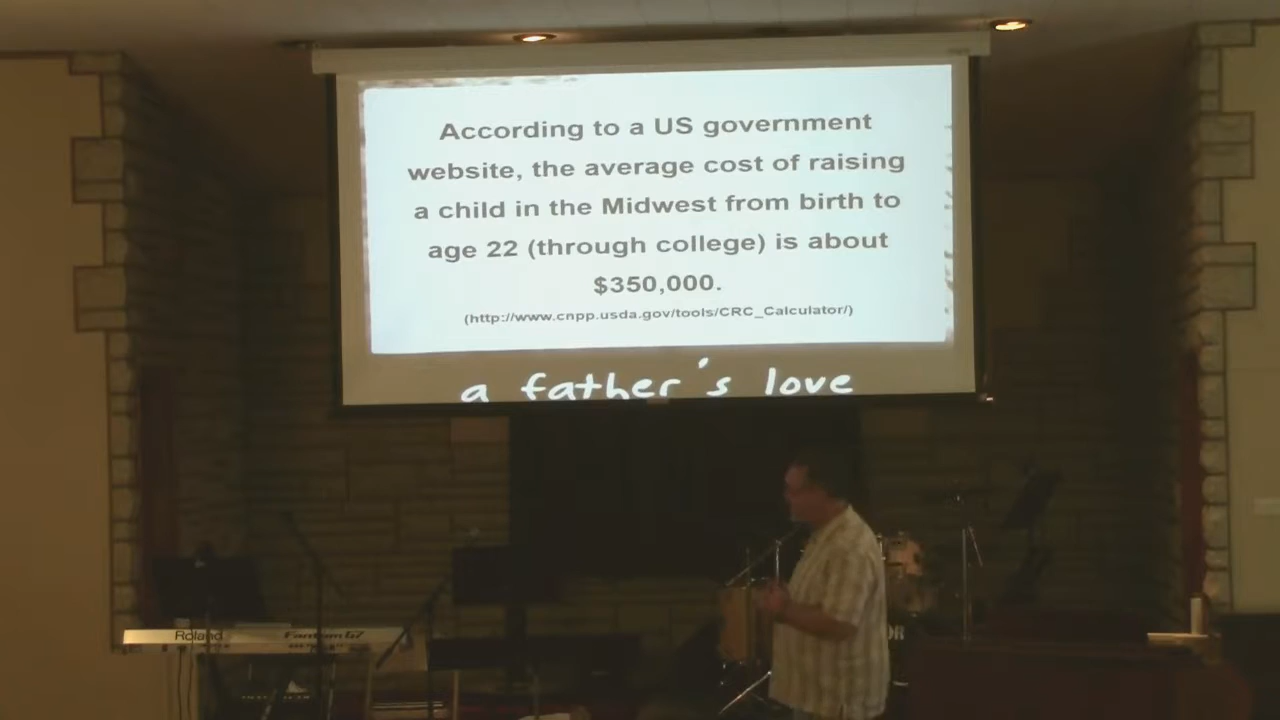 According to a US government
website, the average cost of raising
a child in the Midwest from birth to
age 22 (through college) is about
$350,000.
(http://www.cnpp.usda.gov/tools/CRC_Calculator/)
a father's love
Roland Fantom G7
OR